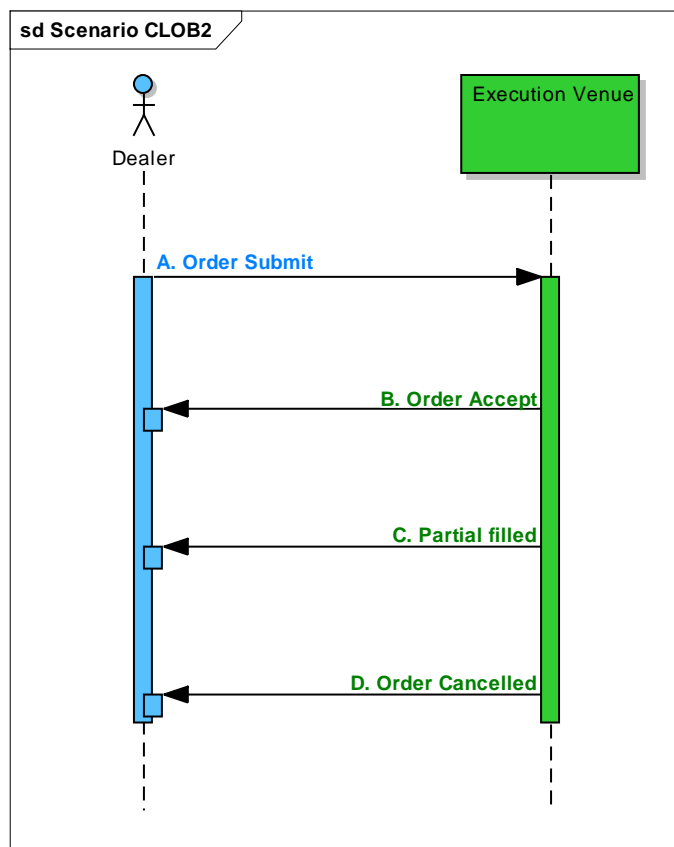 sd Scenario CLOB2
Execution Venue
Dealer
A. Order Submit
B. Order Accept
C. Partial filled
D. Order Cancelled